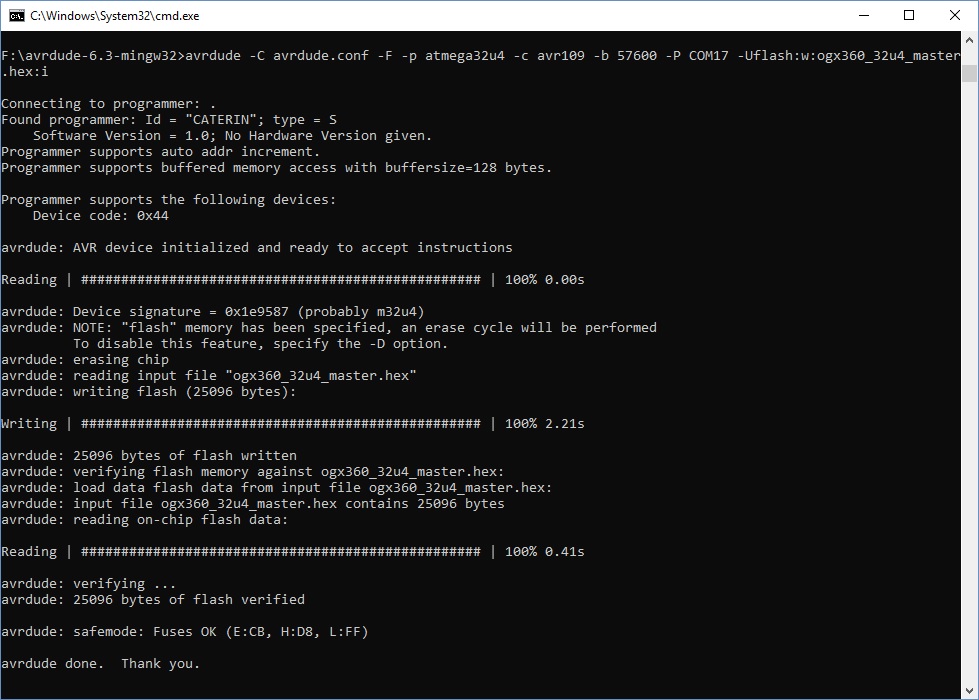 C:\Windows\System32\cmd.exe
F:\avrdude-6.3-mingw32>avrdude -C avrdude.conf -F -p atmega32u4 -c avr109 -b 57600 -P COM17 -Uflash:w:ogx360_32u4_master
.hex:i
Connecting to programmer: .
Found programmer: Id = "CATERIN"; type = S
    Software Version = 1.0; No Hardware Version given.
Programmer supports auto addr increment.
Programmer supports buffered memory access with buffersize=128 bytes.
Programmer supports the following devices:
    Device code: 0x44
avrdude: AVR device initialized and ready to accept instructions
Reading | ################################################## | 100% 0.00s
avrdude: Device signature = 0x1e9587 (probably m32u4)
avrdude: NOTE: "flash" memory has been specified, an erase cycle will be performed
         To disable this feature, specify the -D option.
avrdude: erasing chip
avrdude: reading input file "ogx360_32u4_master.hex"
avrdude: writing flash (25096 bytes):
Writing | ################################################## | 100% 2.21s
avrdude: 25096 bytes of flash written
avrdude: verifying flash memory against ogx360_32u4_master.hex:
avrdude: load data flash data from input file ogx360_32u4_master.hex:
avrdude: input file ogx360_32u4_master.hex contains 25096 bytes
avrdude: reading on-chip flash data:
Reading | ################################################## | 100% 0.41s
avrdude: verifying ...
avrdude: 25096 bytes of flash verified
avrdude: safemode: Fuses OK (E:CB, H:D8, L:FF)
avrdude done.  Thank you.